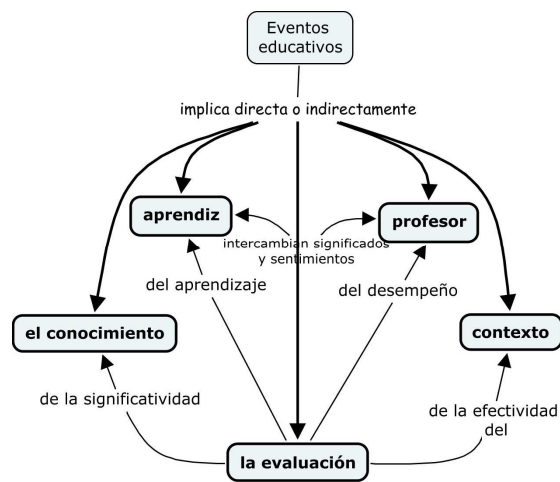 Eventos
educativos
implica directa o indirectamente
aprendiz
profesor
intercambian significados
y sentimientos
del aprendizaje
del desempeño
el conocimiento
contexto
de la significatividad
de la efectividad
del
la evaluación